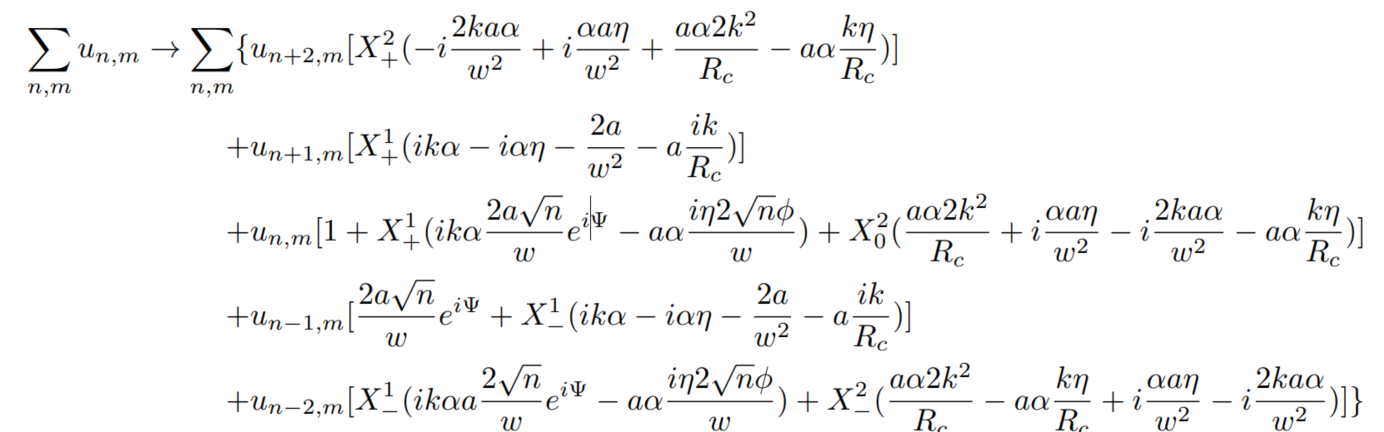 $\sum_{n,m} u_{n,m} \rightarrow \sum_{n,m} \{u_{n+2,m}[X_+^2(-i\frac{2ka\alpha}{w^2} + i\frac{\alpha a\eta}{w^2} + \frac{a\alpha 2k^2}{R_c} - a\alpha\frac{k\eta}{R_c})]$
$+u_{n+1,m}[X_+^1(ik\alpha - i\alpha\eta - \frac{2a}{w^2} - a\frac{ik}{R_c})]$
$+u_{n,m}[1 + X_+^1(ik\alpha\frac{2a\sqrt{n}}{w}e^{i\Psi} - a\alpha\frac{i\eta 2\sqrt{n}\phi}{w}) + X_0^2(\frac{a\alpha 2k^2}{R_c} + i\frac{\alpha a\eta}{w^2} - i\frac{2ka\alpha}{w^2} - a\alpha\frac{k\eta}{R_c})]$
$+u_{n-1,m}[\frac{2a\sqrt{n}}{w}e^{i\Psi} + X_-^1(ik\alpha - i\alpha\eta - \frac{2a}{w^2} - a\frac{ik}{R_c})]$
$+u_{n-2,m}[X_-^1(ik\alpha a\frac{2\sqrt{n}}{w}e^{i\Psi} - a\alpha\frac{i\eta 2\sqrt{n}\phi}{w}) + X_-^2(\frac{a\alpha 2k^2}{R_c} - a\alpha\frac{k\eta}{R_c} + i\frac{\alpha a\eta}{w^2} - i\frac{2ka\alpha}{w^2})]\}$